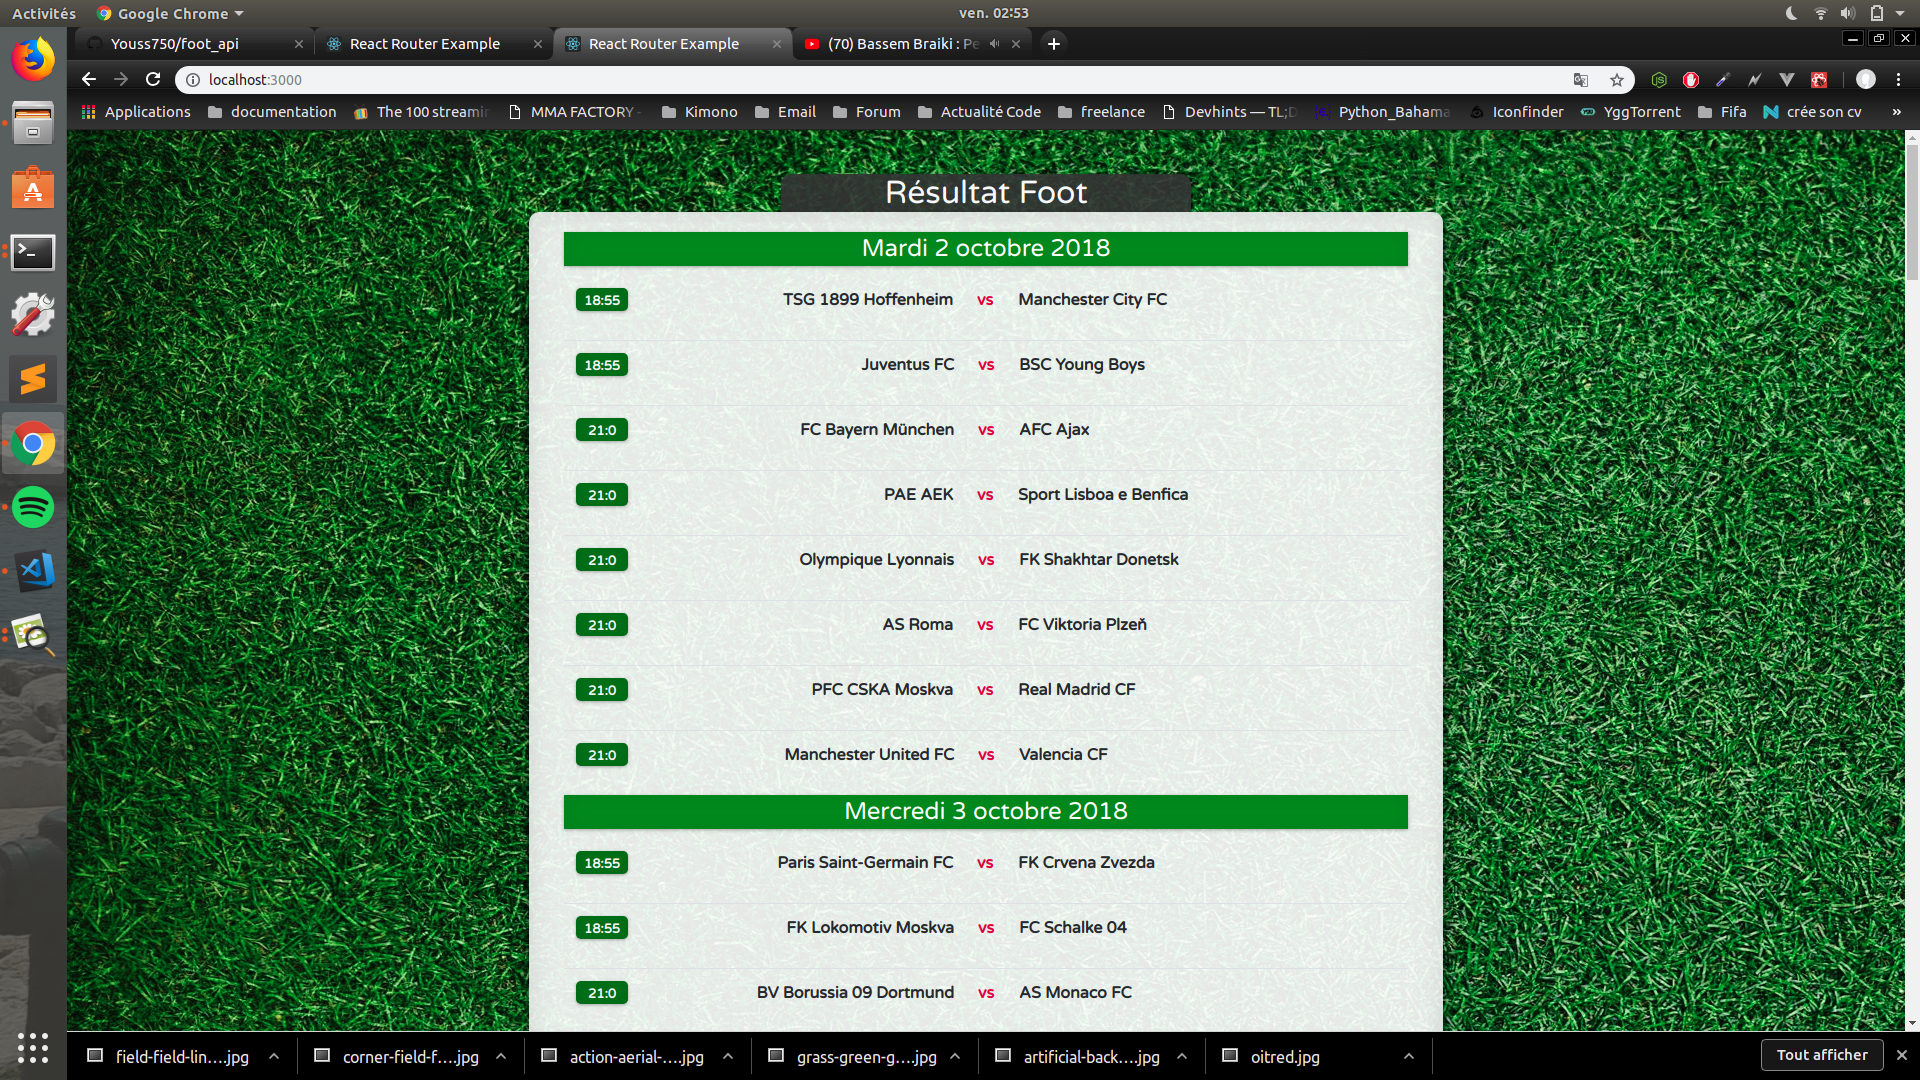 Activités Google Chrome ven. 02:53
Youss750/foot_api React Router Example React Router Example (70) Bassem Braiki : Pe
localhost:3000
Applications documentation The 100 streamin MMA FACTORY - Kimono Email Forum Actualité Code freelance Devhints — TL;D Python_Bahama Iconfinder YggTorrent Fifa crée son cv »
Résultat Foot
Mardi 2 octobre 2018
18:55 TSG 1899 Hoffenheim vs Manchester City FC
18:55 Juventus FC vs BSC Young Boys
21:0 FC Bayern München vs AFC Ajax
21:0 PAE AEK vs Sport Lisboa e Benfica
21:0 Olympique Lyonnais vs FK Shakhtar Donetsk
21:0 AS Roma vs FC Viktoria Plzeň
21:0 PFC CSKA Moskva vs Real Madrid CF
21:0 Manchester United FC vs Valencia CF
Mercredi 3 octobre 2018
18:55 Paris Saint-Germain FC vs FK Crvena Zvezda
18:55 FK Lokomotiv Moskva vs FC Schalke 04
21:0 BV Borussia 09 Dortmund vs AS Monaco FC
field-field-lin....jpg corner-field-f....jpg action-aerial-....jpg grass-green-g....jpg artificial-back....jpg oitred.jpg Tout afficher